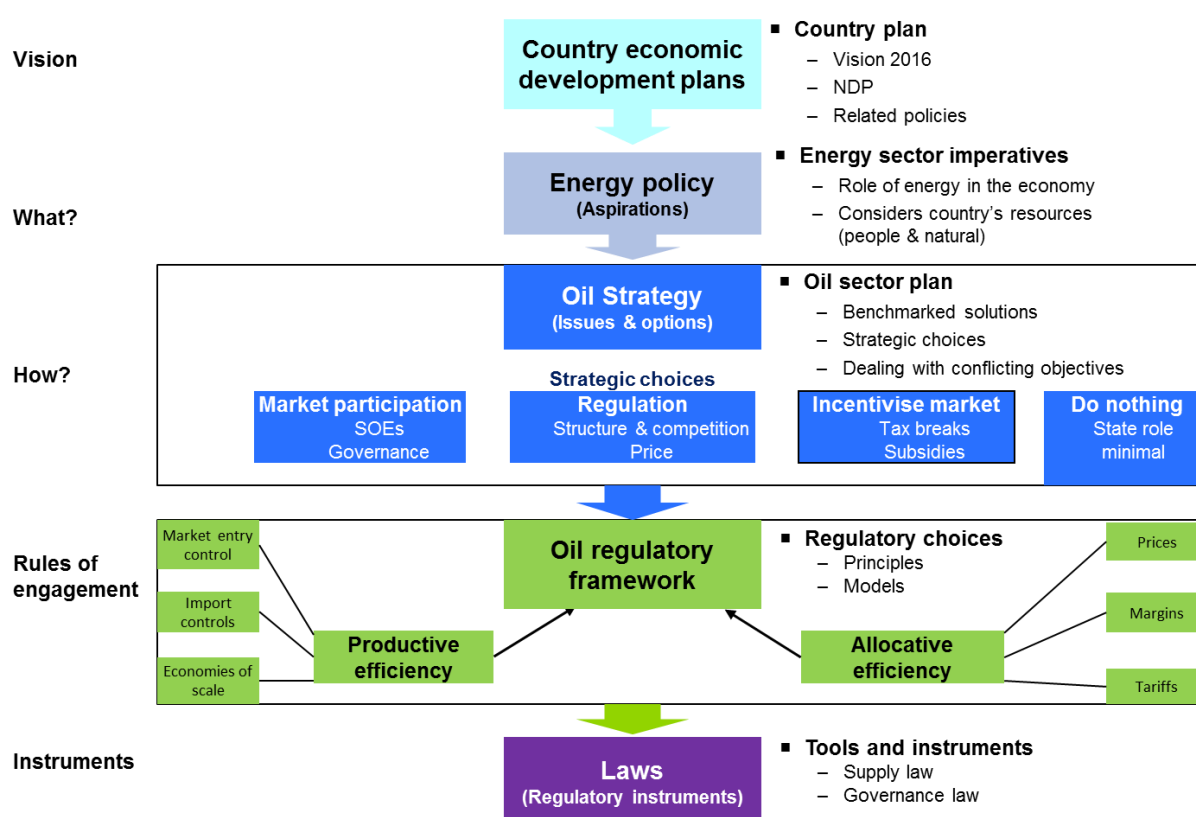 Vision
Country economic
development plans
Country plan
– Vision 2016
– NDP
– Related policies
What?
Energy policy
(Aspirations)
Energy sector imperatives
– Role of energy in the economy
– Considers country's resources
(people & natural)
How?
Oil Strategy
(Issues & options)
Oil sector plan
– Benchmarked solutions
– Strategic choices
– Dealing with conflicting objectives
Strategic choices
Market participation
SOEs
Governance
Regulation
Structure & competition
Price
Incentivise market
Tax breaks
Subsidies
Do nothing
State role
minimal
Rules of
engagement
Market entry
control
Import
controls
Economies of
scale
Productive
efficiency
Oil regulatory
framework
Regulatory choices
– Principles
– Models
Allocative
efficiency
Prices
Margins
Tariffs
Instruments
Laws
(Regulatory instruments)
Tools and instruments
– Supply law
– Governance law